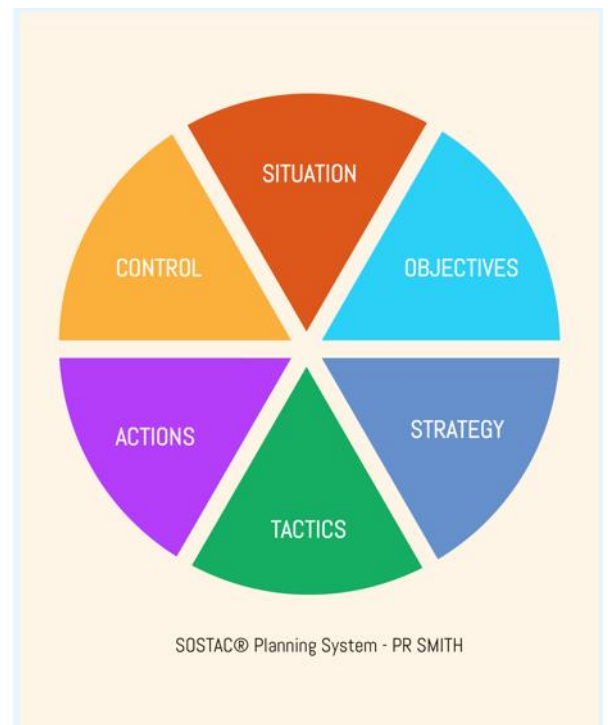 SITUATION
OBJECTIVES
STRATEGY
TACTICS
ACTIONS
CONTROL
SOSTAC® Planning System - PR SMITH